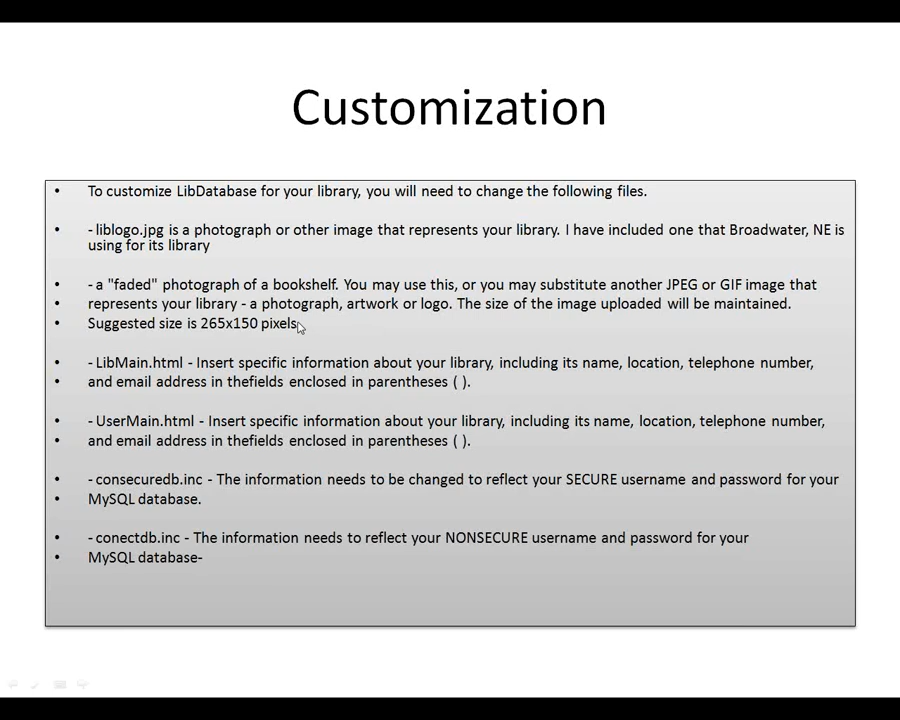 Customization
• To customize LibDatabase for your library, you will need to change the following files.
• - liblogo.jpg is a photograph or other image that represents your library. I have included one that Broadwater, NE is
using for its library
• - a "faded" photograph of a bookshelf. You may use this, or you may substitute another JPEG or GIF image that
• represents your library - a photograph, artwork or logo. The size of the image uploaded will be maintained.
• Suggested size is 265x150 pixels.
• - LibMain.html - Insert specific information about your library, including its name, location, telephone number,
• and email address in thefields enclosed in parentheses ( ).
• - UserMain.html - Insert specific information about your library, including its name, location, telephone number,
• and email address in thefields enclosed in parentheses ( ).
• - consecuredb.inc - The information needs to be changed to reflect your SECURE username and password for your
• MySQL database.
• - conectdb.inc - The information needs to reflect your NONSECURE username and password for your
• MySQL database-